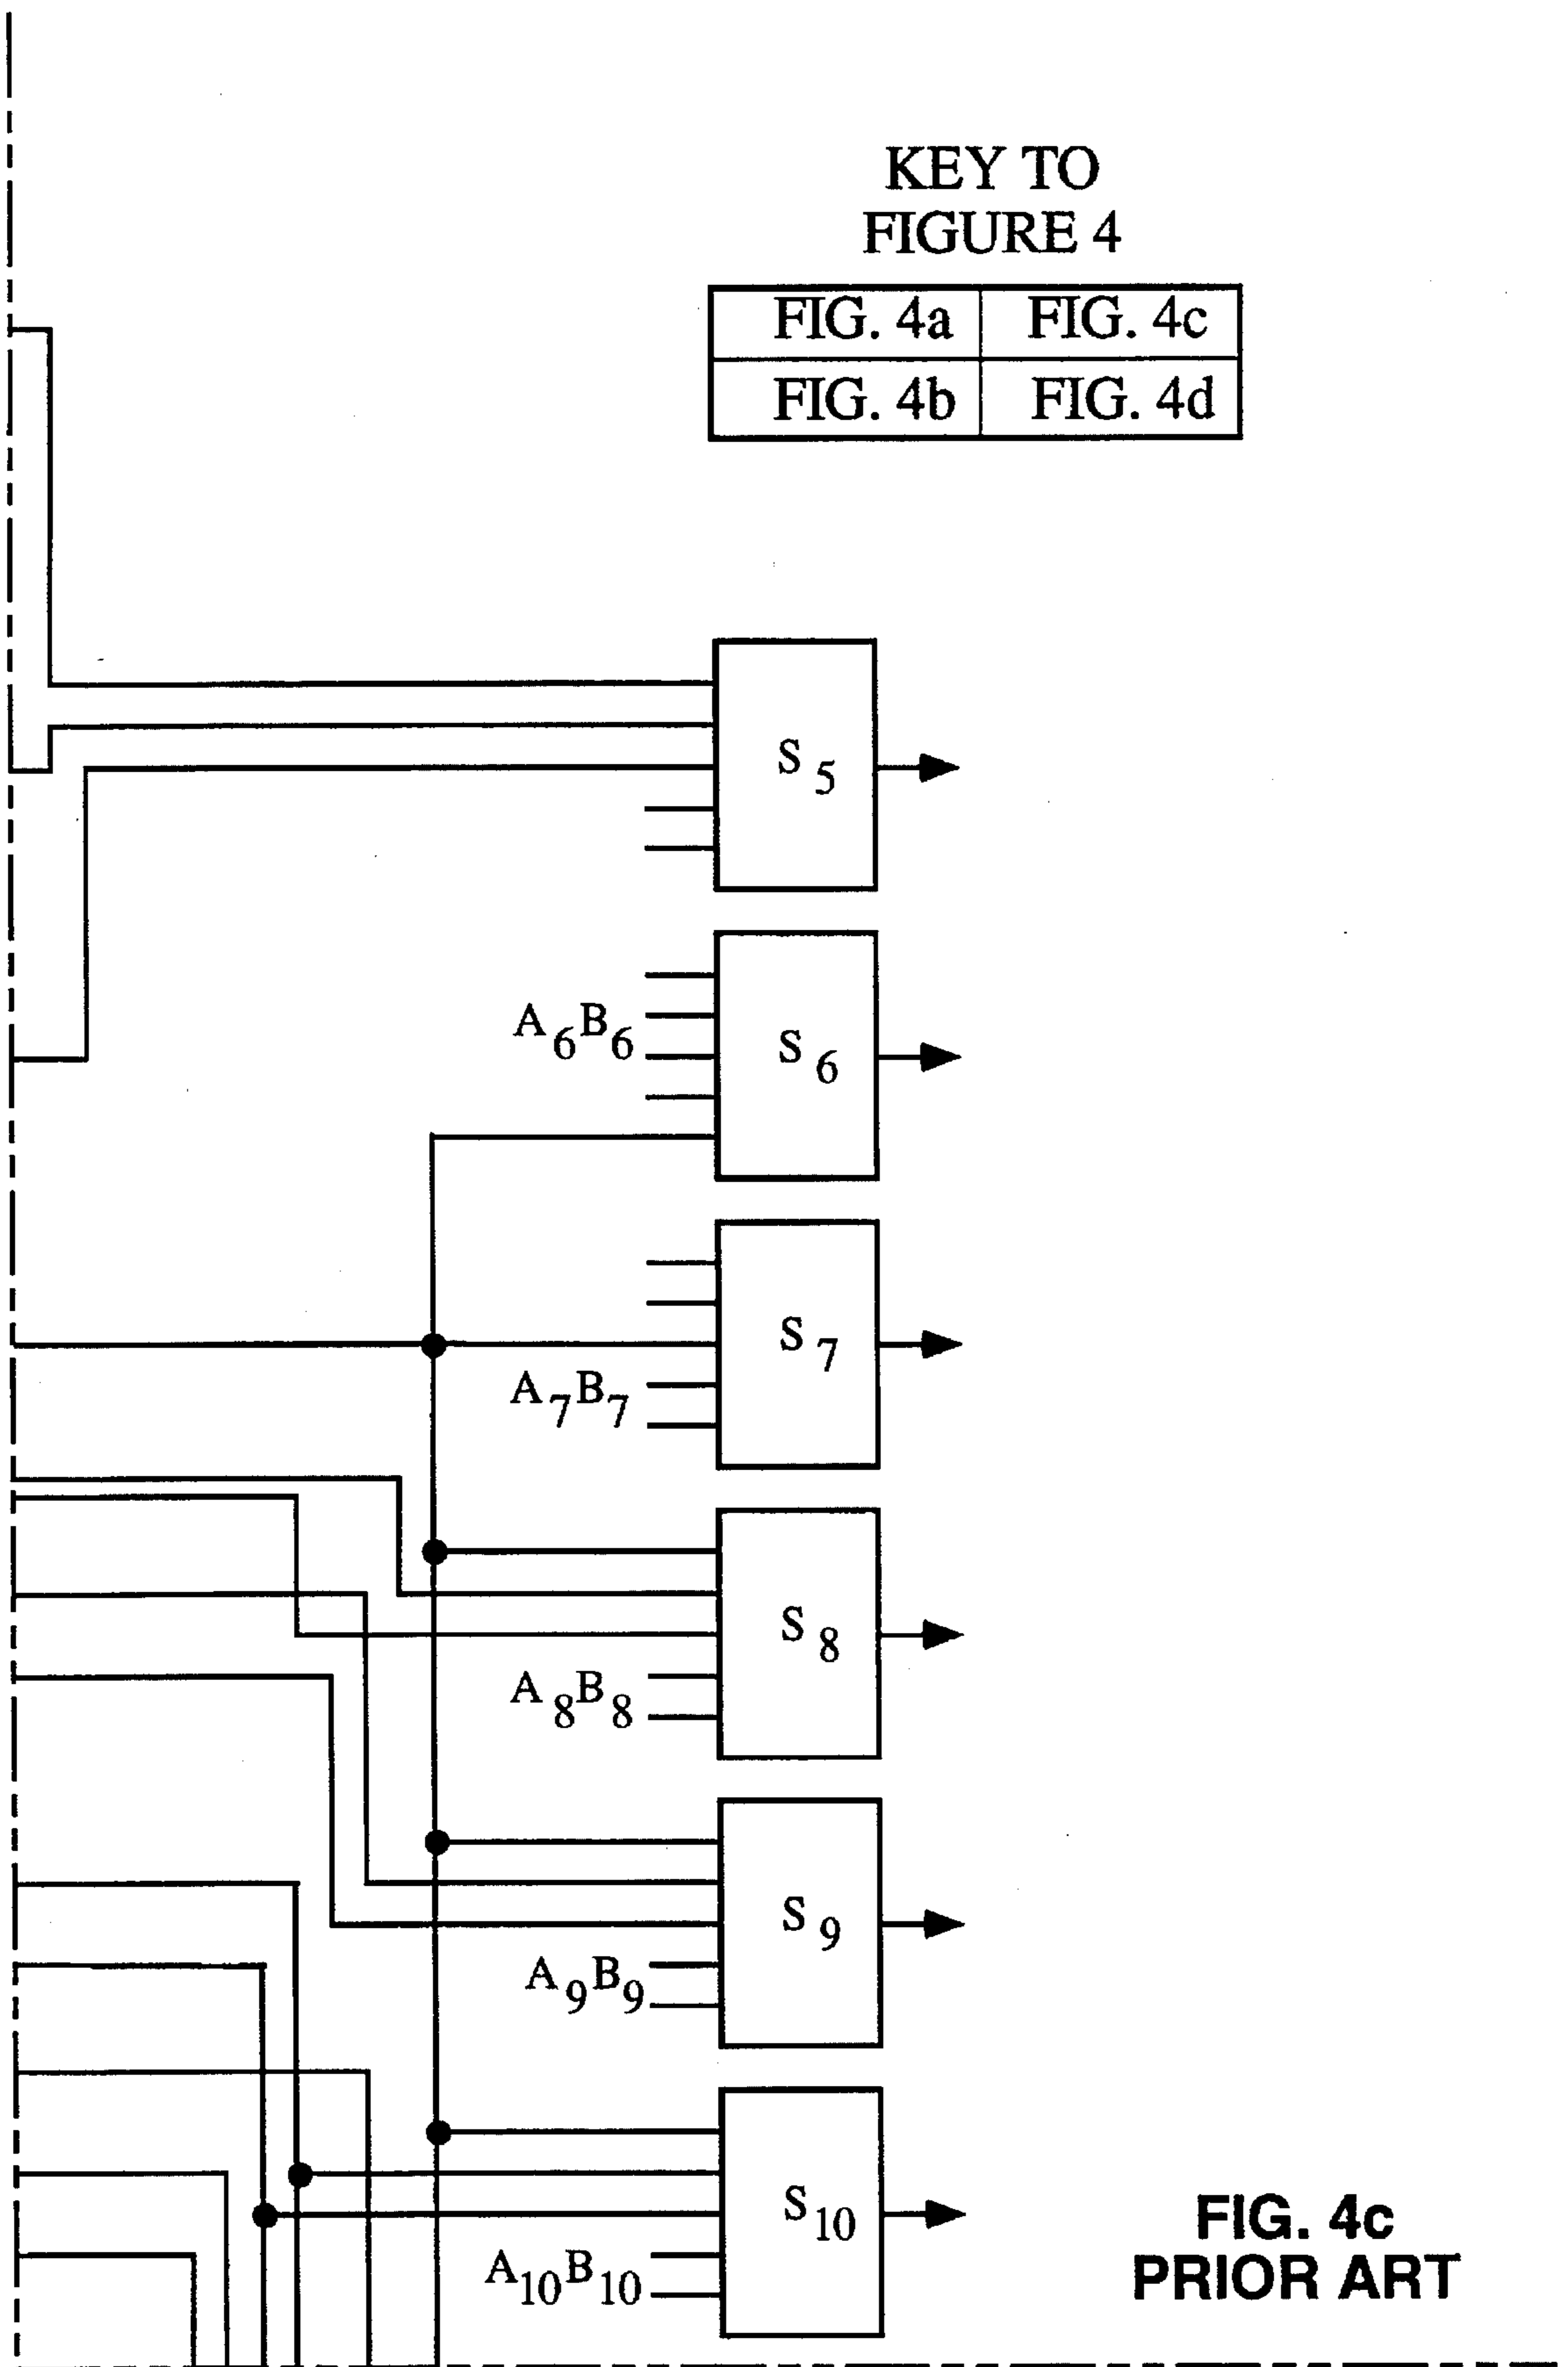 KEY TO
FIGURE 4
FIG. 4a FIG. 4c
FIG. 4b FIG. 4d
S5
A6B6
S6
S7
A7B7
S8
A8B8
S9
A9B9
S10
A10B10
FIG. 4c
PRIOR ART